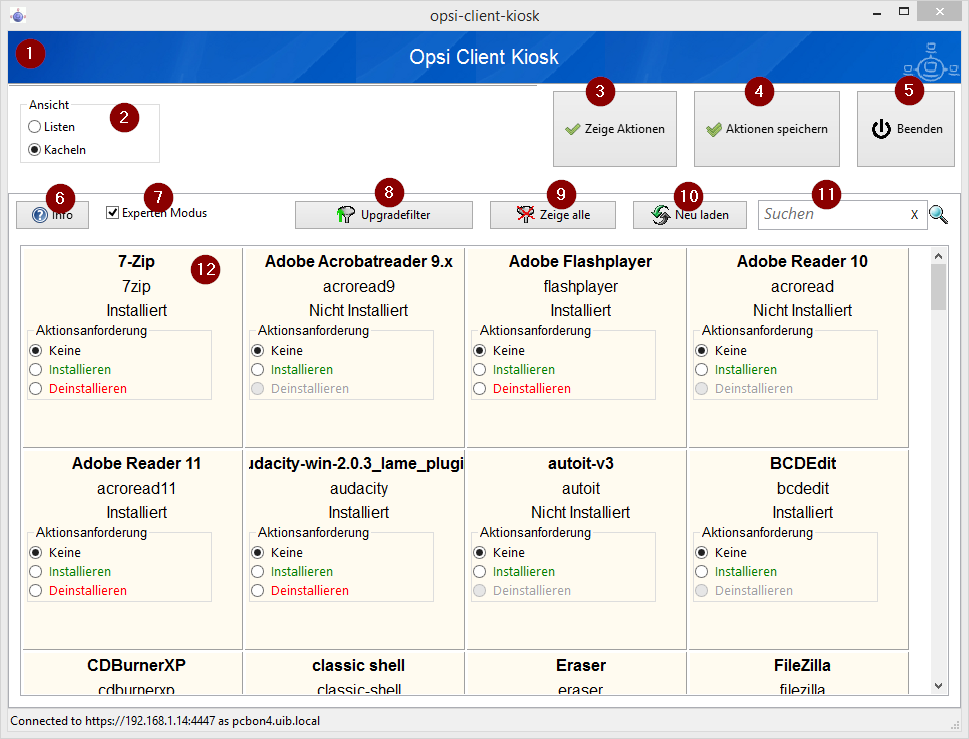 opsi-client-kiosk
1
Opsi Client Kiosk
Ansicht
Listen
Kacheln
2
3
Zeige Aktionen
4
Aktionen speichern
5
Beenden
6
Info
7
Experten Modus
8
Upgradefilter
9
Zeige alle
10
Neu laden
11
Suchen X
12
7-Zip
7zip
Installiert
Aktionsanforderung
Keine
Installieren
Deinstallieren
Adobe Acrobatreader 9.x
acroread9
Nicht Installiert
Aktionsanforderung
Keine
Installieren
Deinstallieren
Adobe Flashplayer
flashplayer
Installiert
Aktionsanforderung
Keine
Installieren
Deinstallieren
Adobe Reader 10
acroread
Nicht Installiert
Aktionsanforderung
Keine
Installieren
Deinstallieren
Adobe Reader 11
acroread11
Installiert
Aktionsanforderung
Keine
Installieren
Deinstallieren
udacity-win-2.0.3_lame_plugi
audacity
Installiert
Aktionsanforderung
Keine
Installieren
Deinstallieren
autoit-v3
autoit
Nicht Installiert
Aktionsanforderung
Keine
Installieren
Deinstallieren
BCDEdit
bcdedit
Installiert
Aktionsanforderung
Keine
Installieren
Deinstallieren
CDBurnerXP
cdburnerxp
classic shell
classic-shell
Eraser
eraser
FileZilla
filezilla
Connected to https://192.168.1.14:4447 as pcbon4.uib.local